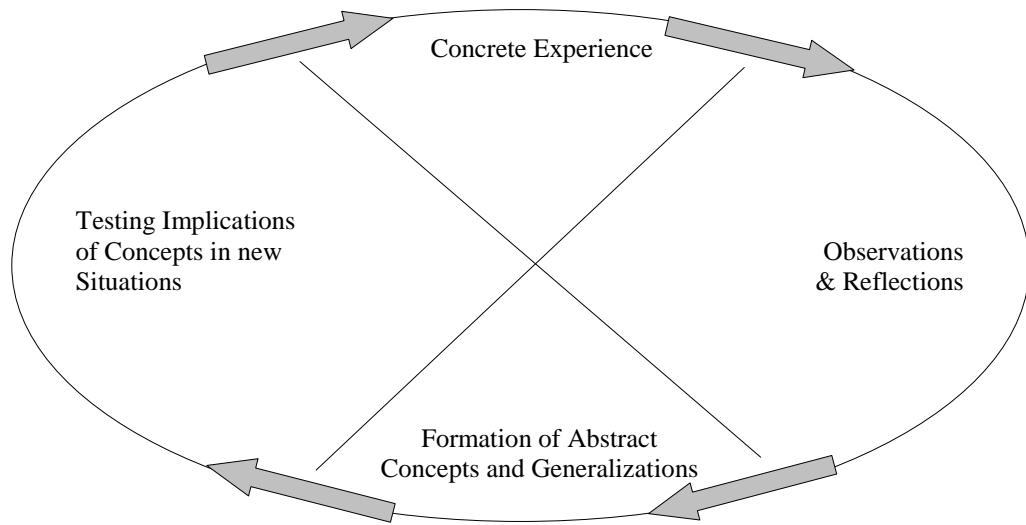 Concrete Experience
Testing Implications
of Concepts in new
Situations
Observations
& Reflections
Formation of Abstract
Concepts and Generalizations